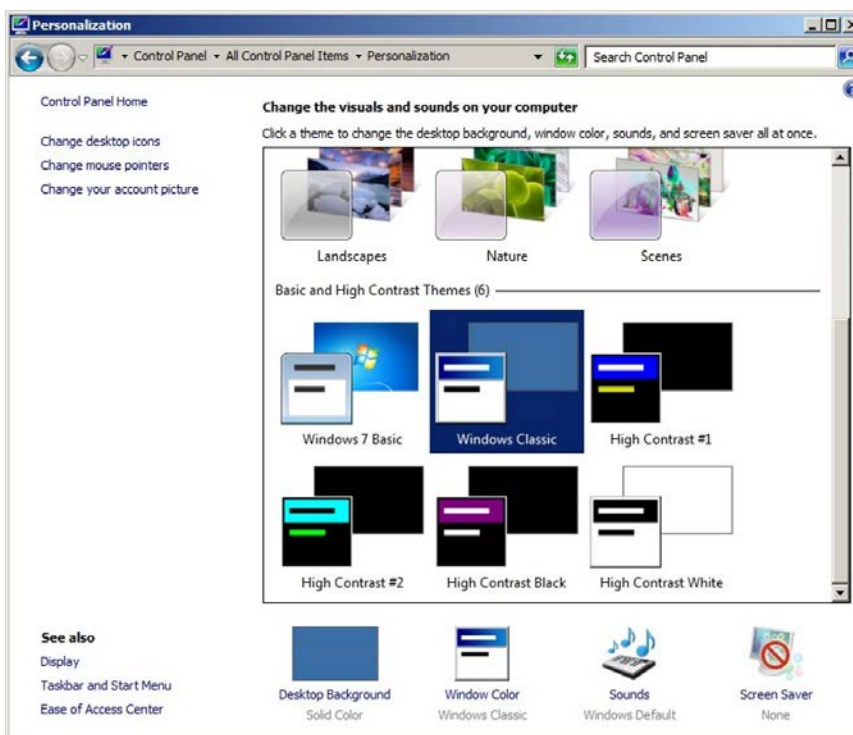 Personalization
Control Panel All Control Panel Items Personalization Search Control Panel
Control Panel Home
Change desktop icons
Change mouse pointers
Change your account picture
Change the visuals and sounds on your computer
Click a theme to change the desktop background, window color, sounds, and screen saver all at once.
Landscapes Nature Scenes
Basic and High Contrast Themes (6)
Windows 7 Basic Windows Classic High Contrast #1
High Contrast #2 High Contrast Black High Contrast White
See also
Display
Taskbar and Start Menu
Ease of Access Center
Desktop Background Window Color Sounds Screen Saver
Solid Color Windows Classic Windows Default None